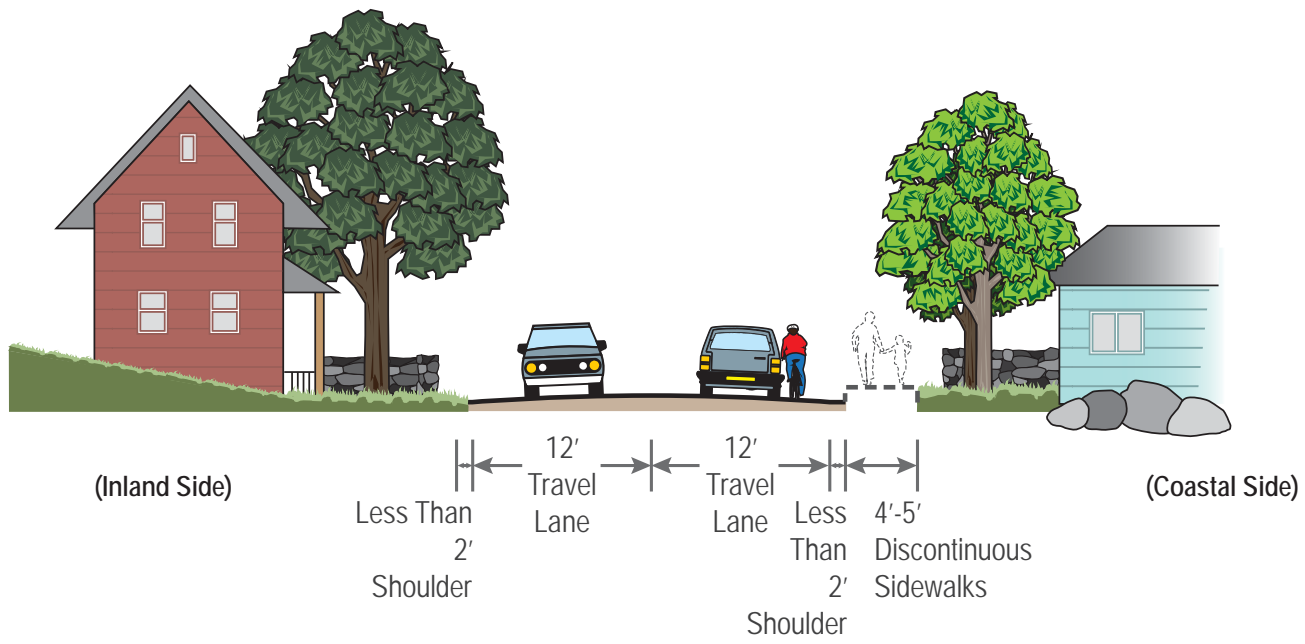 (Inland Side)
Less Than
2′
Shoulder
12′
Travel
Lane
12′
Travel
Lane
Less
Than
2′
Shoulder
4′-5′
Discontinuous
Sidewalks
(Coastal Side)